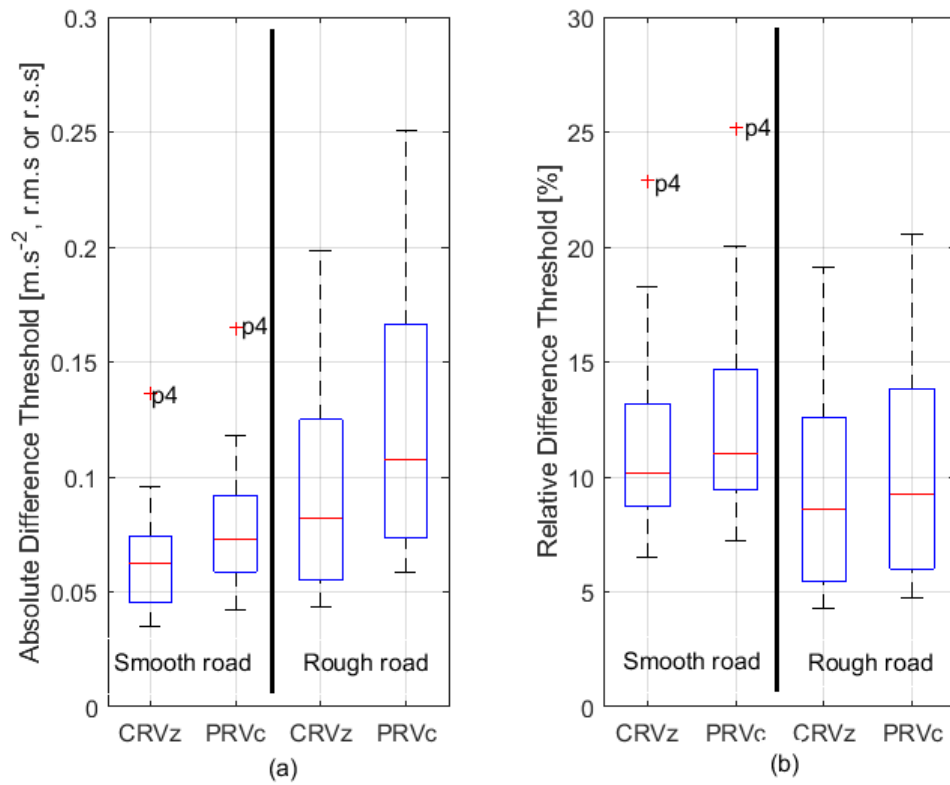 Absolute Difference Threshold [m.s-2, r.m.s or r.s.s]
0.3
0.25
0.2
0.15
0.1
0.05
0
p4
p4
Smooth road
Rough road
CRVz PRVc CRVz PRVc
(a)
Relative Difference Threshold [%]
30
25
20
15
10
5
0
p4
p4
Smooth road
Rough road
CRVz PRVc CRVz PRVc
(b)